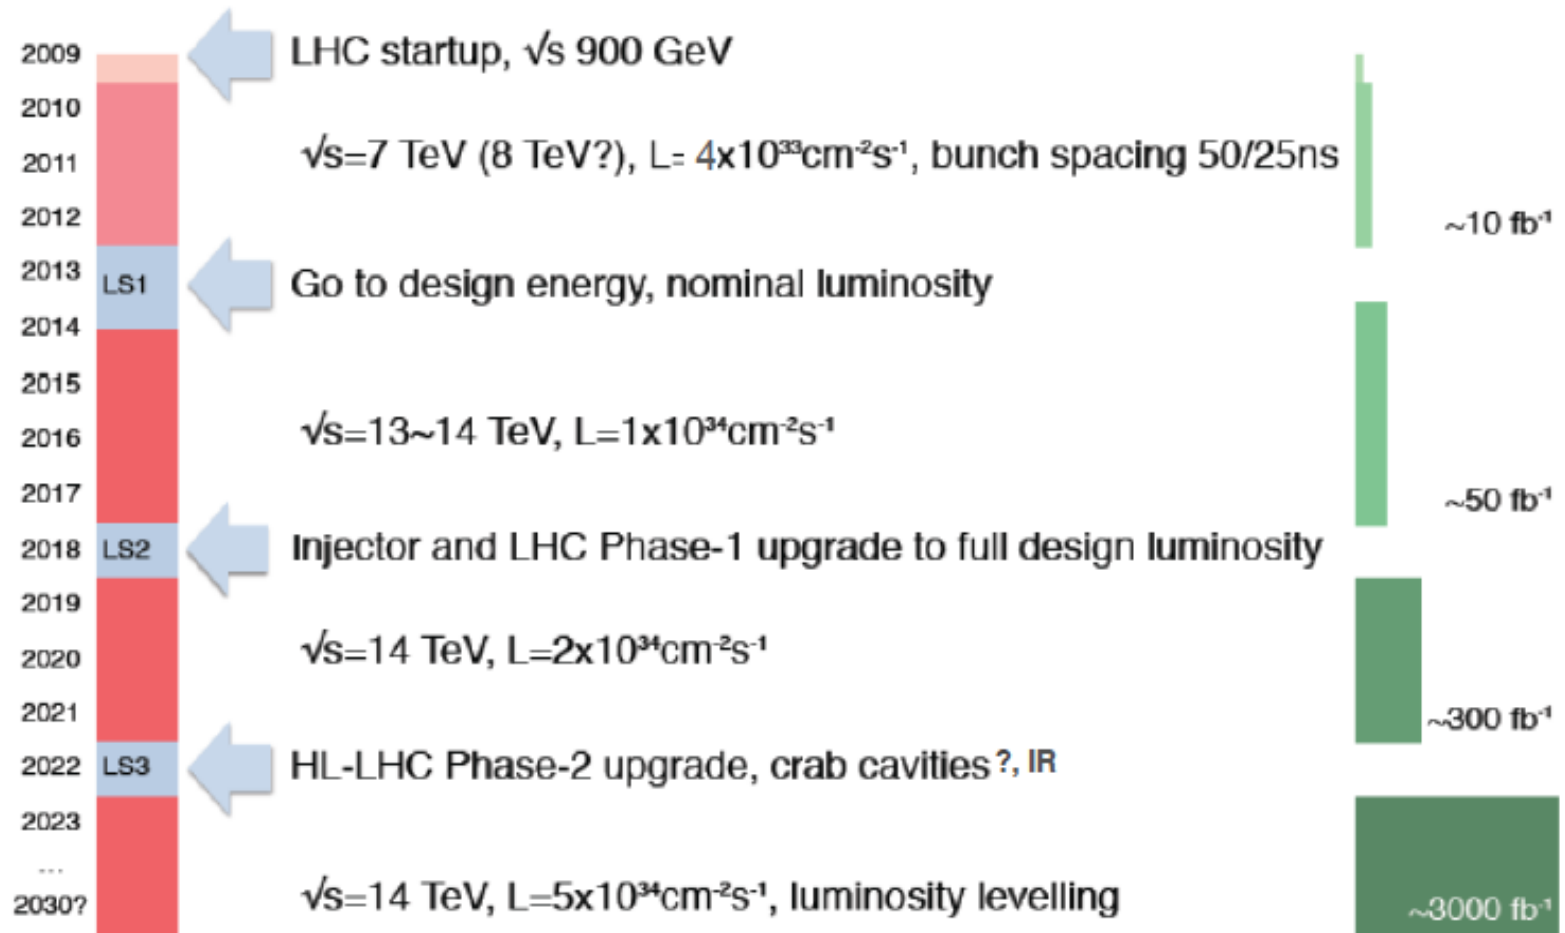 2009 LHC startup, √s 900 GeV
2010
√s=7 TeV (8 TeV?), L= 4x10³³cm⁻²s⁻¹, bunch spacing 50/25ns
2011
2012 ~10 fb⁻¹
2013 LS1 Go to design energy, nominal luminosity
2014
2015
2016 √s=13~14 TeV, L=1x10³⁴cm⁻²s⁻¹
2017 ~50 fb⁻¹
2018 LS2 Injector and LHC Phase-1 upgrade to full design luminosity
2019
2020 √s=14 TeV, L=2x10³⁴cm⁻²s⁻¹
2021 ~300 fb⁻¹
2022 LS3 HL-LHC Phase-2 upgrade, crab cavities ?, IR
2023
...
2030? √s=14 TeV, L=5x10³⁴cm⁻²s⁻¹, luminosity levelling ~3000 fb⁻¹